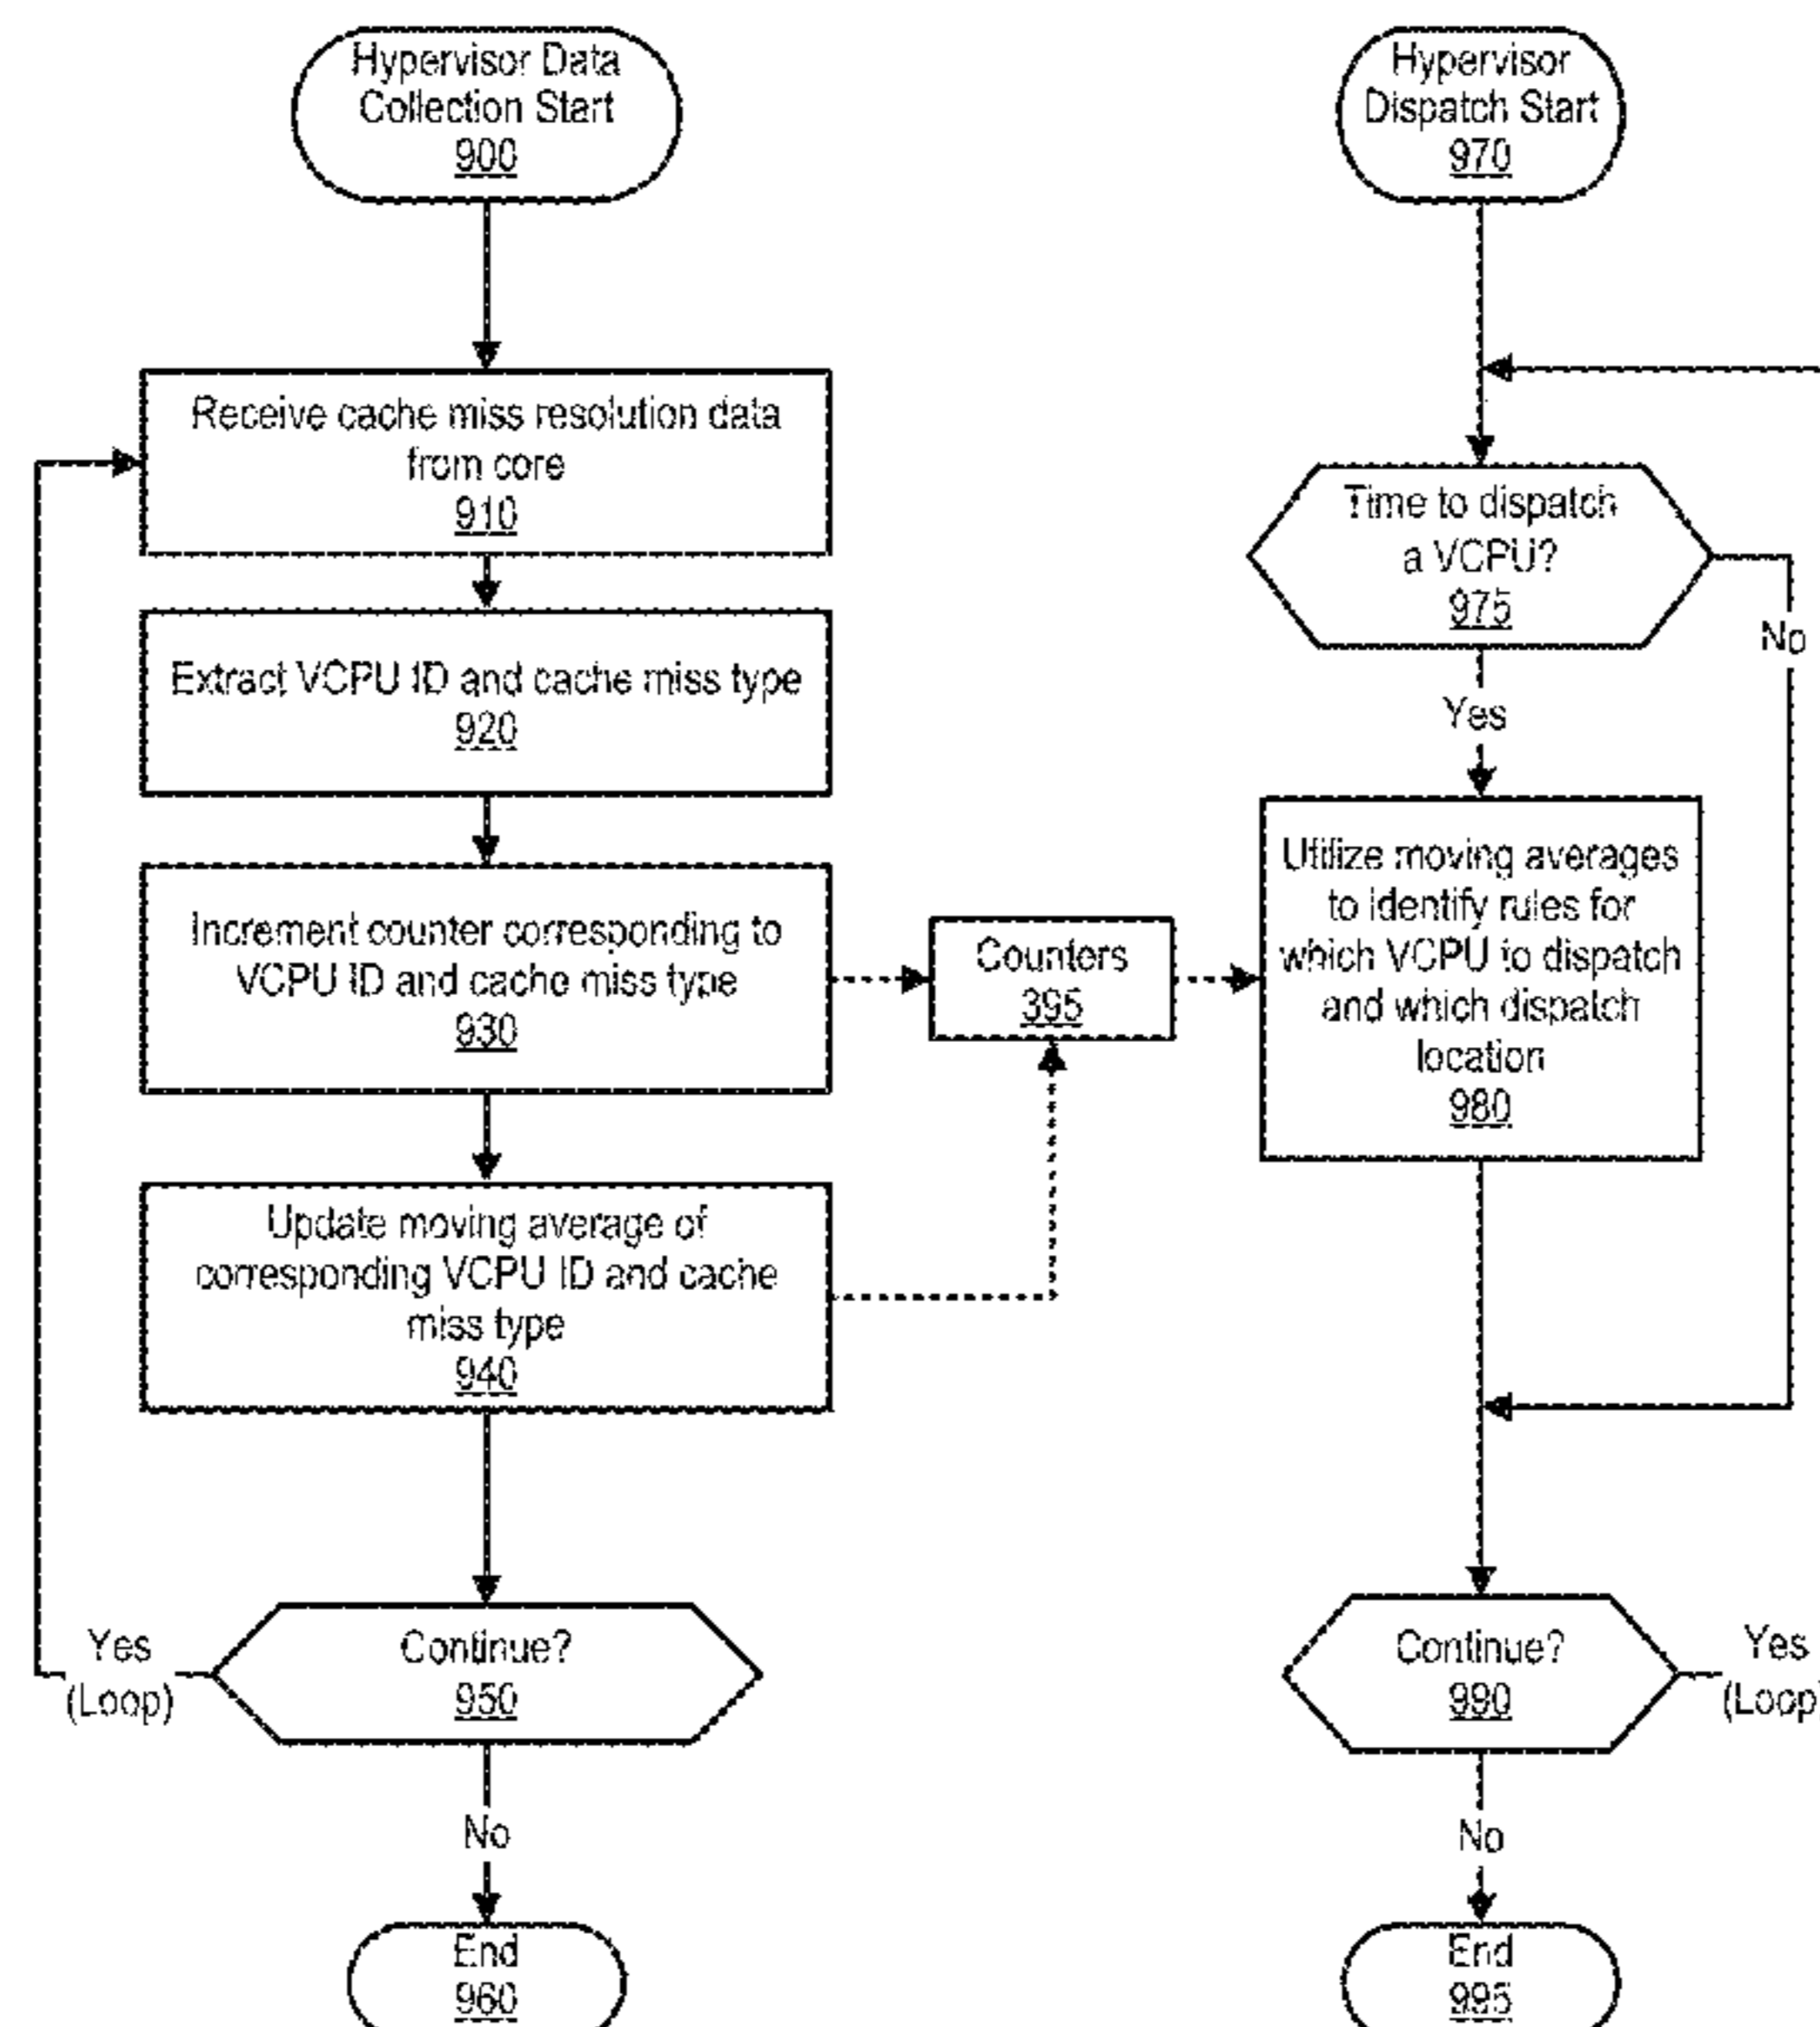 Hypervisor Data
Collection Start
900
Receive cache miss resolution data
from core
910
Extract VCPU ID and cache miss type
920
Increment counter corresponding to
VCPU ID and cache miss type
930
Update moving average of
corresponding VCPU ID and cache
miss type
940
Continue?
950
Yes
(Loop)
No
End
960
Counters
395
Hypervisor
Dispatch Start
970
Time to dispatch
a VCPU?
975
No
Yes
Utilize moving averages
to identify rules for
which VCPU to dispatch
and which dispatch
location
980
Continue?
990
Yes
(Loop)
No
End
995